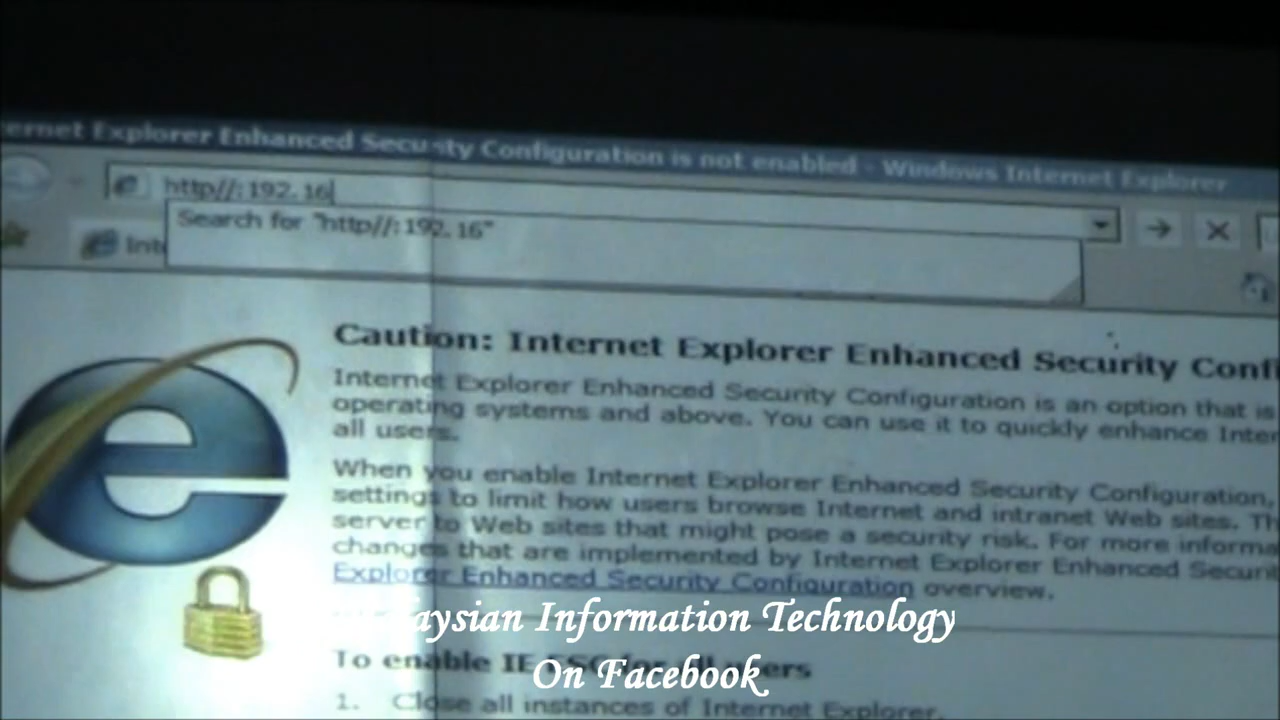 ernet Explorer Enhanced Security Configuration is not enabled - Windows Internet Explorer
http//:192.16
Search for "http//:192.16"
Int
Caution: Internet Explorer Enhanced Security Confi
Internet Explorer Enhanced Security Configuration is an option that is
operating systems and above. You can use it to quickly enhance Inter
all users.
When you enable Internet Explorer Enhanced Security Configuration,
settings to limit how users browse Internet and intranet Web sites. Th
server to Web sites that might pose a security risk. For more informa
changes that are implemented by Internet Explorer Enhanced Securi
Explorer Enhanced Security Configuration overview.
aysian Information Technology
To enable IE ESC for all users
On Facebook
1. Close all instances of Internet Explorer.